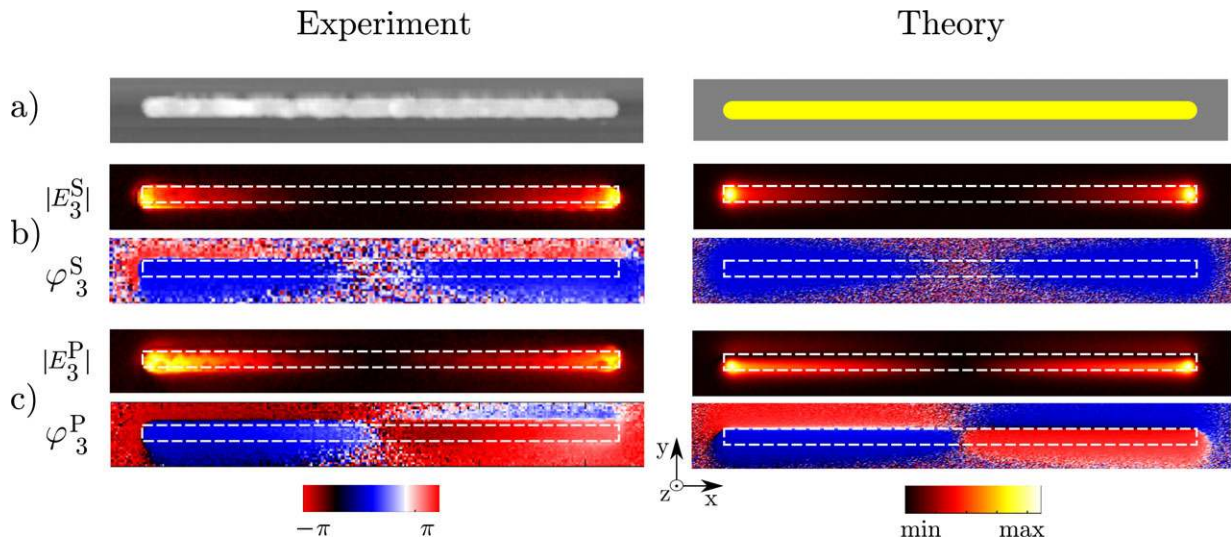 Experiment Theory
a)
|E₃ˢ|
b)
φ₃ˢ
|E₃ᴾ|
c)
φ₃ᴾ
y
z x
−π π
min max